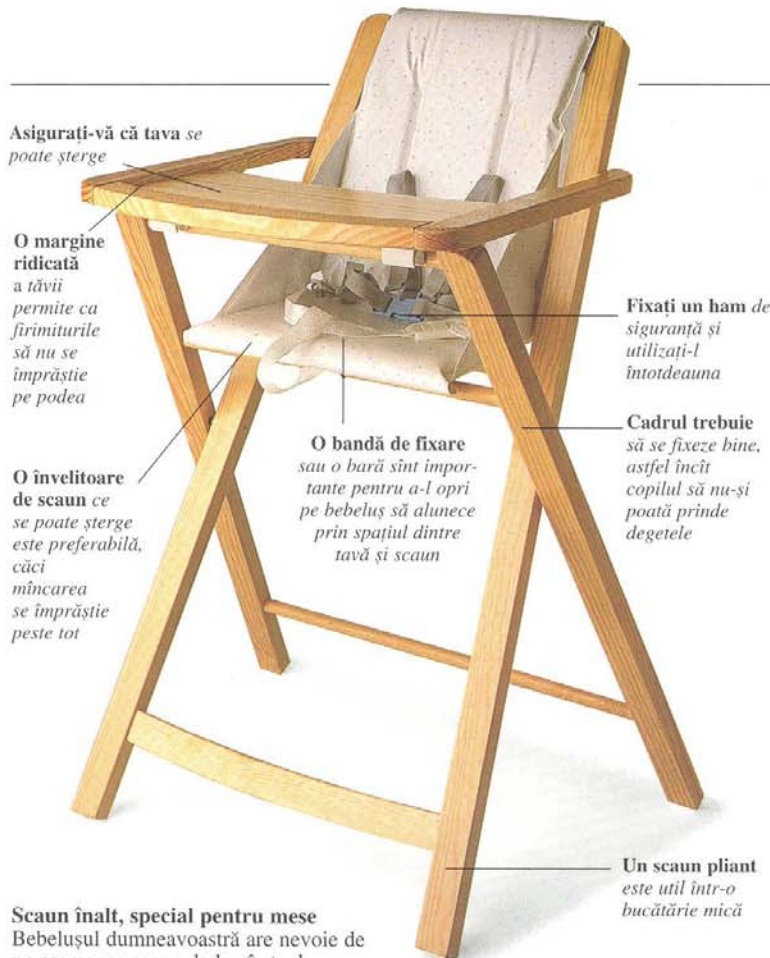 Asigurați-vă că tava se
poate șterge
O margine
ridicată
a tăvii
permite ca
firimiturile
să nu se
împrăștie
pe podea
Fixați un ham de
siguranță și
utilizați-l
întotdeauna
O bandă de fixare
sau o bară sînt impor-
tante pentru a-l opri
pe bebeluș să alunece
prin spațiul dintre
tavă și scaun
Cadrul trebuie
să se fixeze bine,
astfel încît
copilul să nu-și
poată prinde
degetele
O învelitoare
de scaun ce
se poate șterge
este preferabilă,
căci
mîncarea
se împrăștie
peste tot
Un scaun pliant
este util într-o
bucătărie mică
Scaun înalt, special pentru mese
Bebelușul dumneavoastră are nevoie de